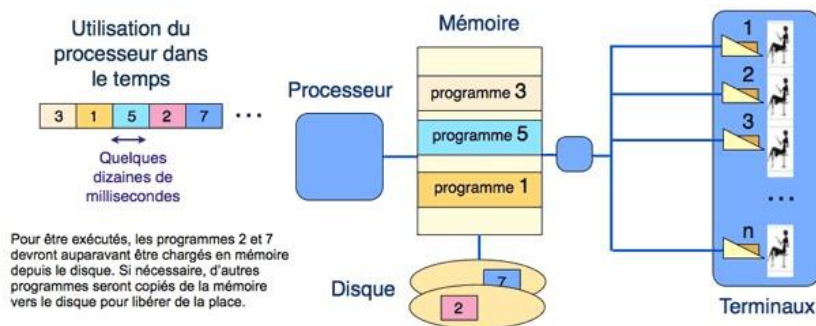 Utilisation du
processeur dans
le temps
3 1 5 2 7 ...
Quelques
dizaines de
millisecondes
Pour être exécutés, les programmes 2 et 7
devront auparavant être chargés en mémoire
depuis le disque. Si nécessaire, d'autres
programmes seront copiés de la mémoire
vers le disque pour libérer de la place.
Processeur
Mémoire
programme 3
programme 5
programme 1
Disque
7
2
1
2
3
...
n
Terminaux